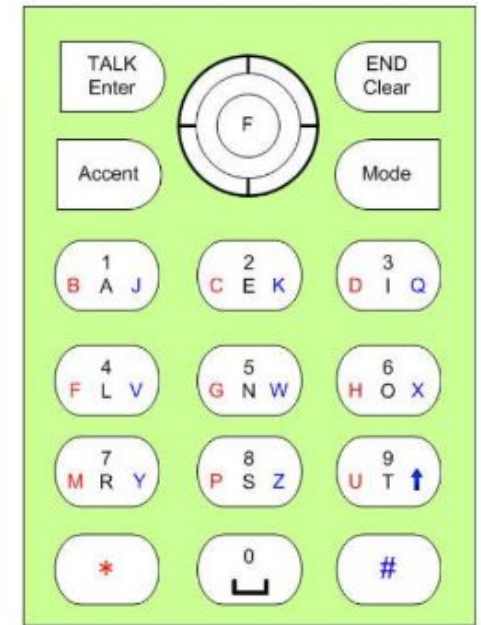 TALK
Enter
END
Clear
F
Accent
Mode
1
B A J
2
C E K
3
D I Q
4
F L V
5
G N W
6
H O X
7
M R Y
8
P S Z
9
U T ↑
*
0
#